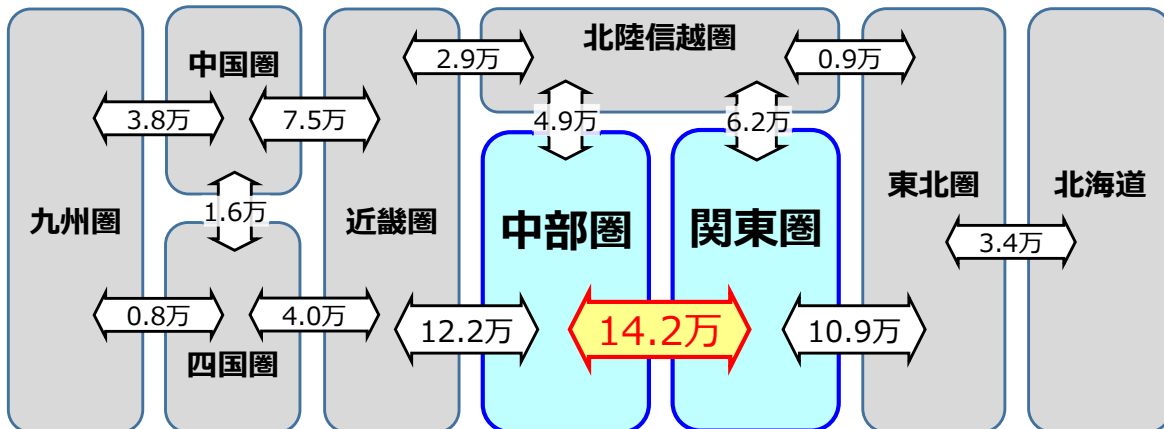 北陸信越圏
2.9万
0.9万
中国圏
3.8万
7.5万
4.9万
6.2万
九州圏
1.6万
近畿圏
中部圏
関東圏
東北圏
北海道
3.4万
0.8万
4.0万
12.2万
14.2万
10.9万
四国圏